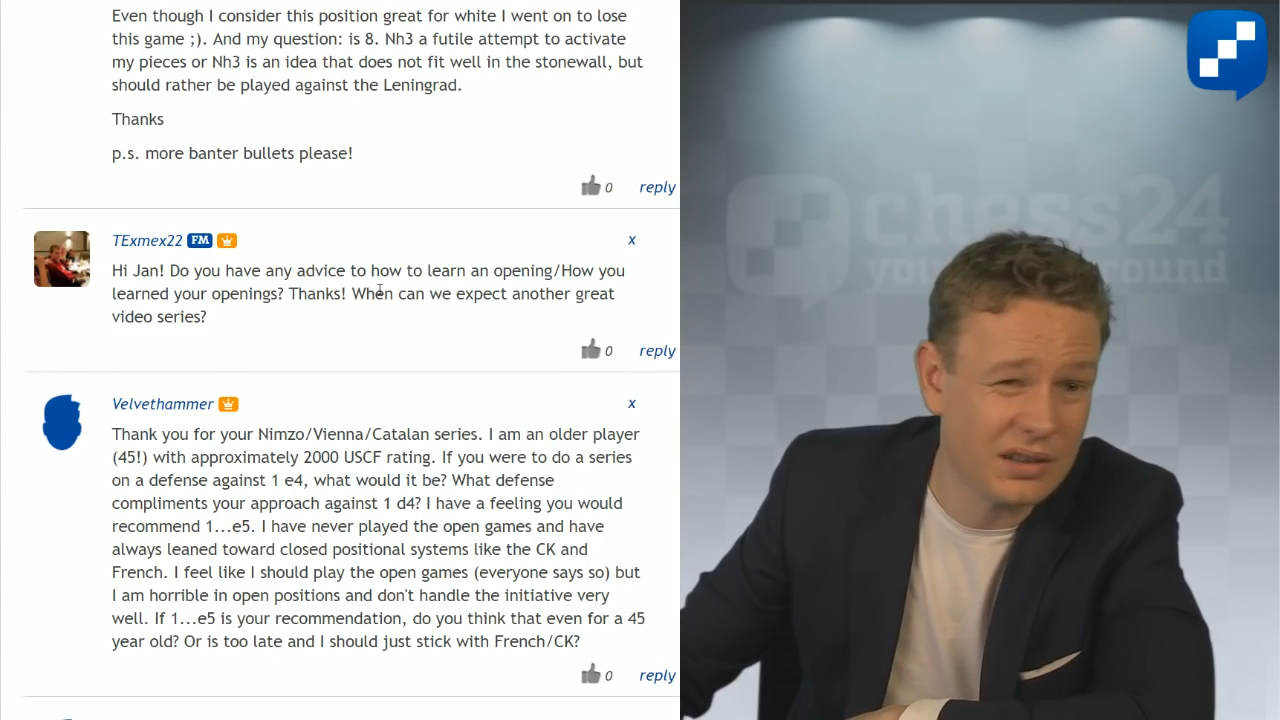 Even though I consider this position great for white I went on to lose
this game ;). And my question: is 8. Nh3 a futile attempt to activate
my pieces or Nh3 is an idea that does not fit well in the stonewall, but
should rather be played against the Leningrad.
Thanks
p.s. more banter bullets please!
0 reply
TExmex22 FM x
Hi Jan! Do you have any advice to how to learn an opening/How you
learned your openings? Thanks! When can we expect another great
video series?
0 reply
Velvethammer x
Thank you for your Nimzo/Vienna/Catalan series. I am an older player
(45!) with approximately 2000 USCF rating. If you were to do a series
on a defense against 1 e4, what would it be? What defense
compliments your approach against 1 d4? I have a feeling you would
recommend 1...e5. I have never played the open games and have
always leaned toward closed positional systems like the CK and
French. I feel like I should play the open games (everyone says so) but
I am horrible in open positions and don't handle the initiative very
well. If 1...e5 is your recommendation, do you think that even for a 45
year old? Or is too late and I should just stick with French/CK?
0 reply
chess24
round